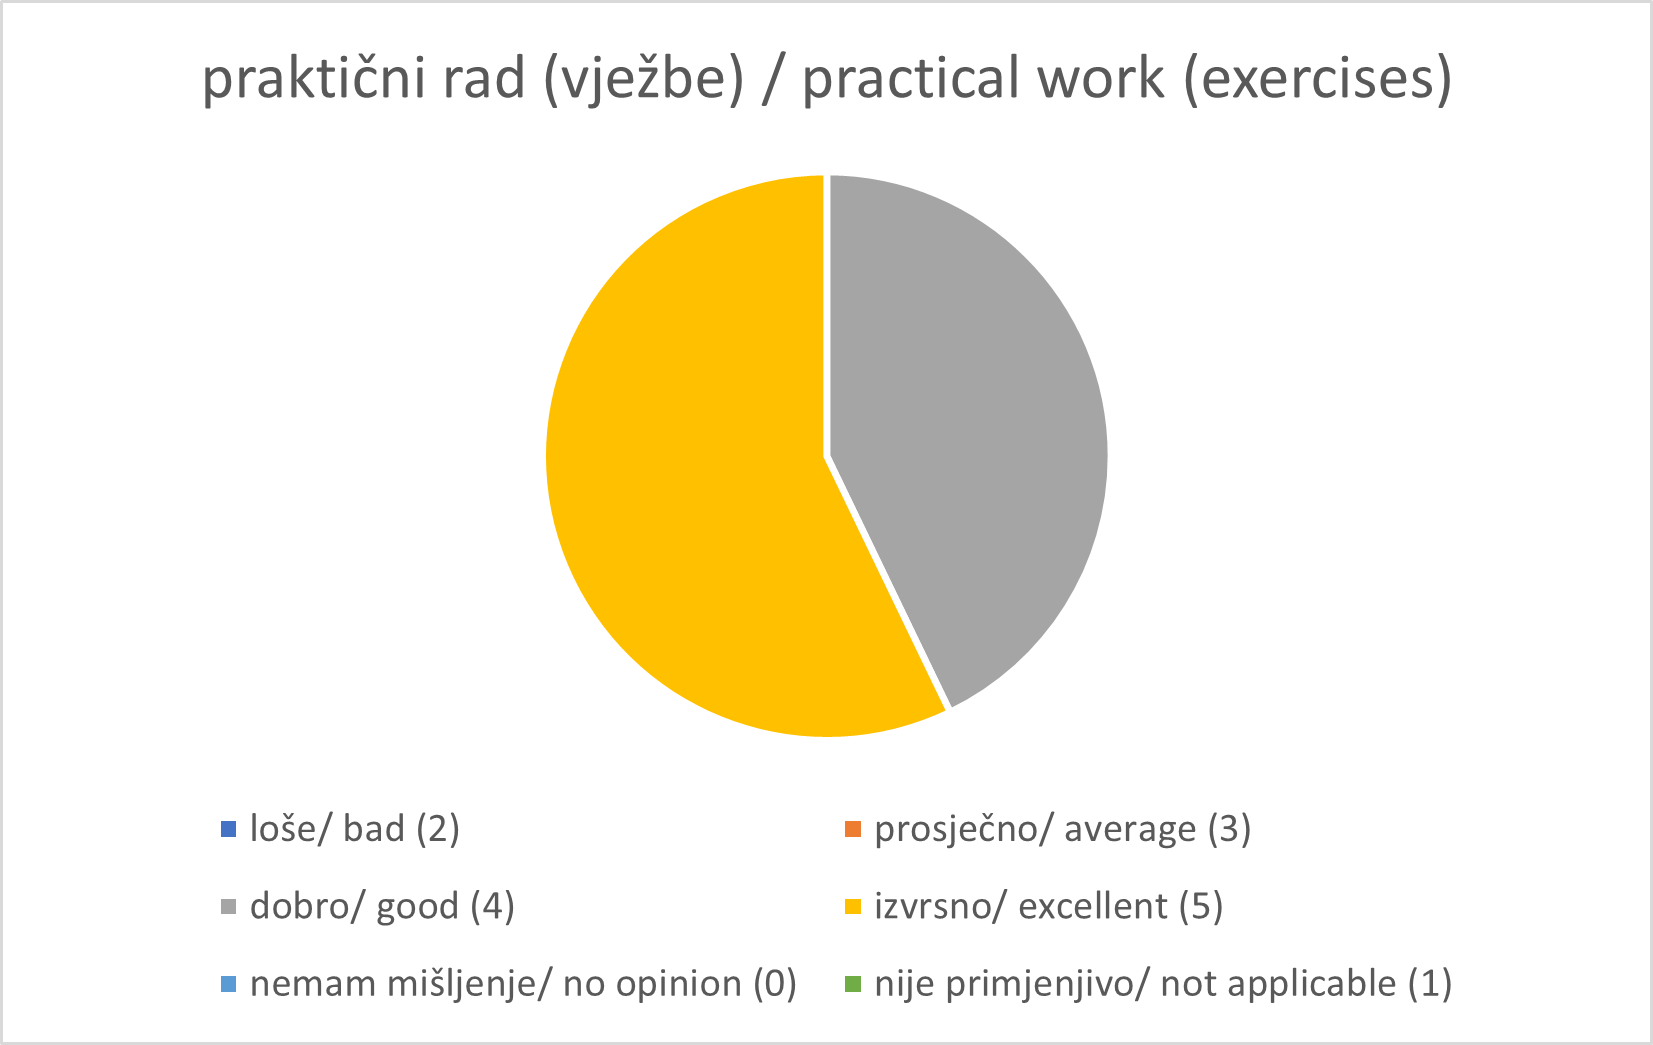 praktični rad (vježbe) / practical work (exercises)
loše/ bad (2)
prosječno/ average (3)
dobro/ good (4)
izvrsno/ excellent (5)
nemam mišljenje/ no opinion (0)
nije primjenjivo/ not applicable (1)